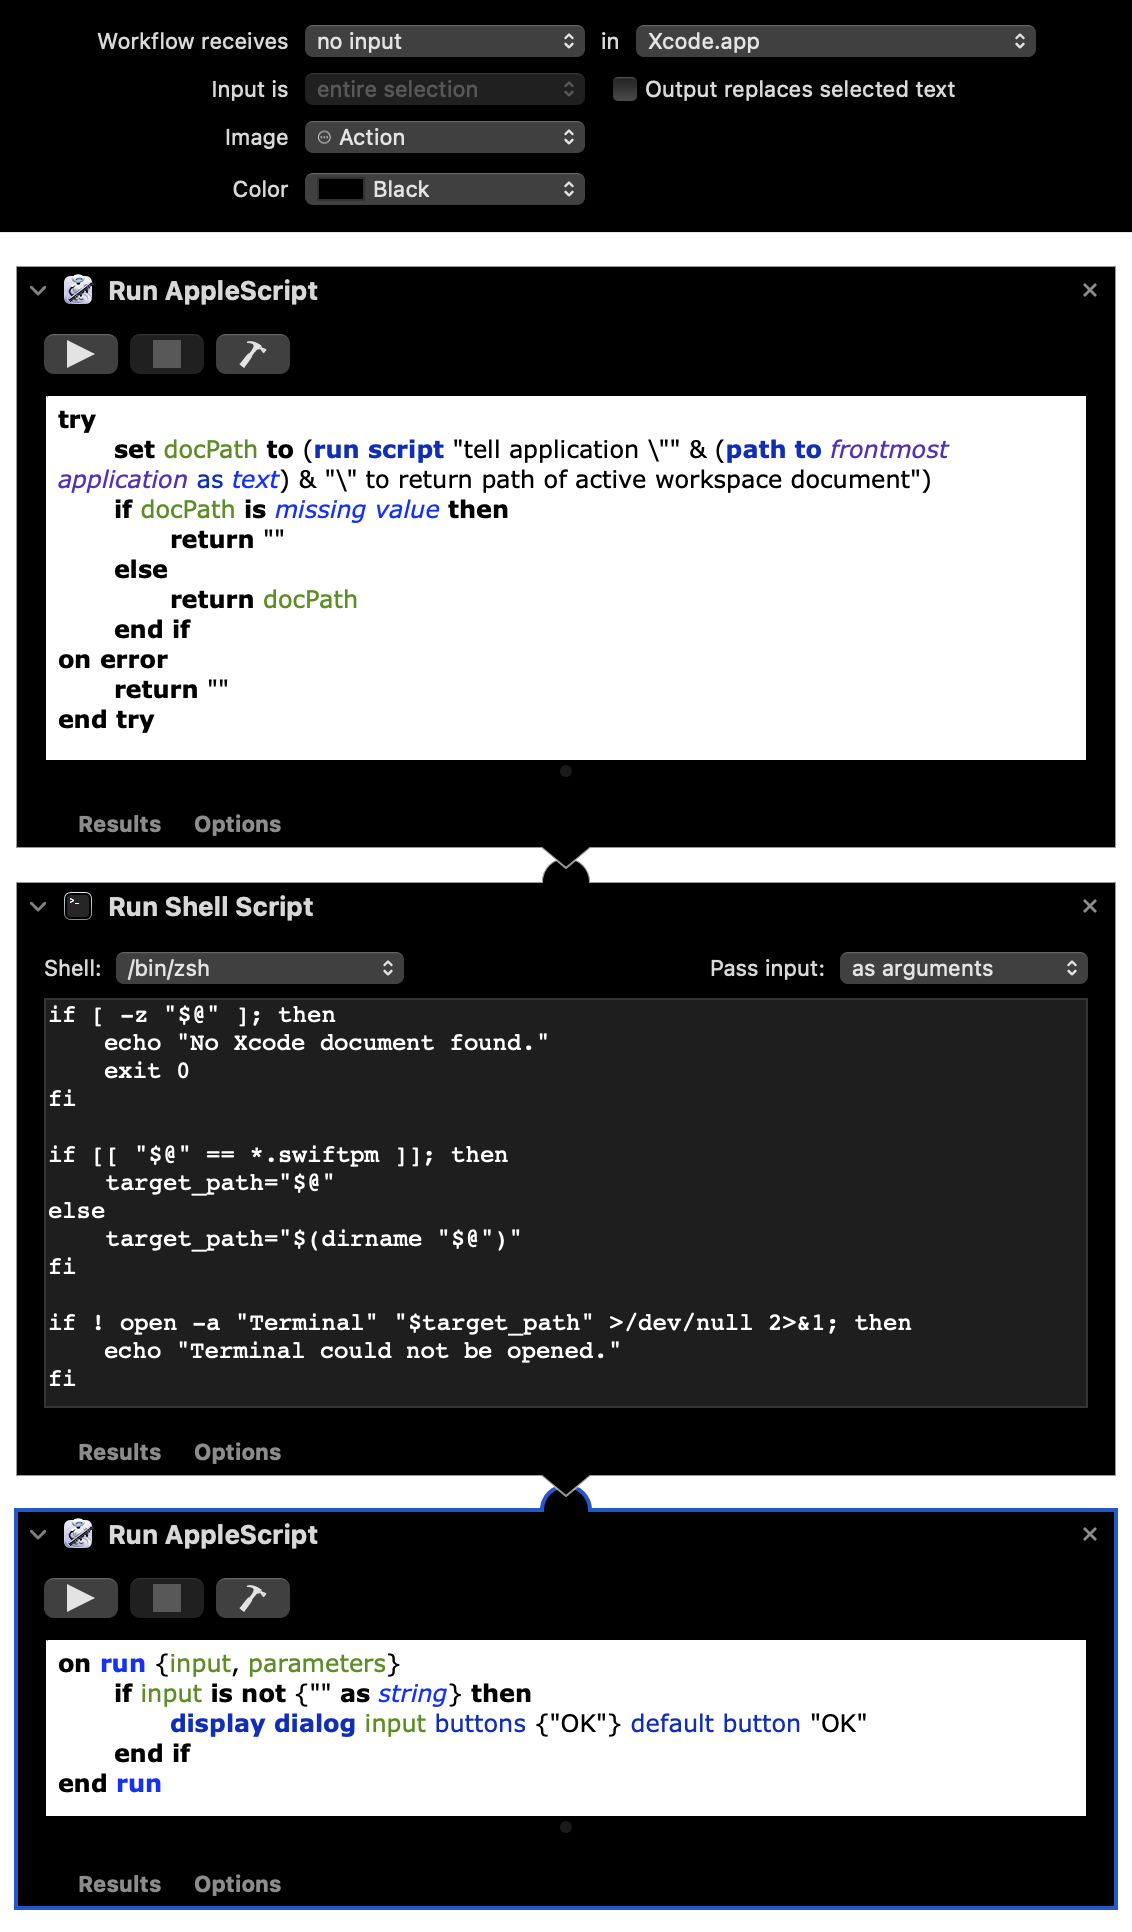 Workflow receives no input in Xcode.app
Input is entire selection Output replaces selected text
Image Action
Color Black
Run AppleScript
try
set docPath to (run script "tell application \"" & (path to frontmost
application as text) & "\" to return path of active workspace document")
if docPath is missing value then
return ""
else
return docPath
end if
on error
return ""
end try
Results Options
Run Shell Script
Shell: /bin/zsh Pass input: as arguments
if [ -z "$@" ]; then
echo "No Xcode document found."
exit 0
fi
if [[ "$@" == *.swiftpm ]]; then
target_path="$@"
else
target_path="$(dirname "$@")"
fi
if ! open -a "Terminal" "$target_path" >/dev/null 2>&1; then
echo "Terminal could not be opened."
fi
Results Options
Run AppleScript
on run {input, parameters}
if input is not {"" as string} then
display dialog input buttons {"OK"} default button "OK"
end if
end run
Results Options